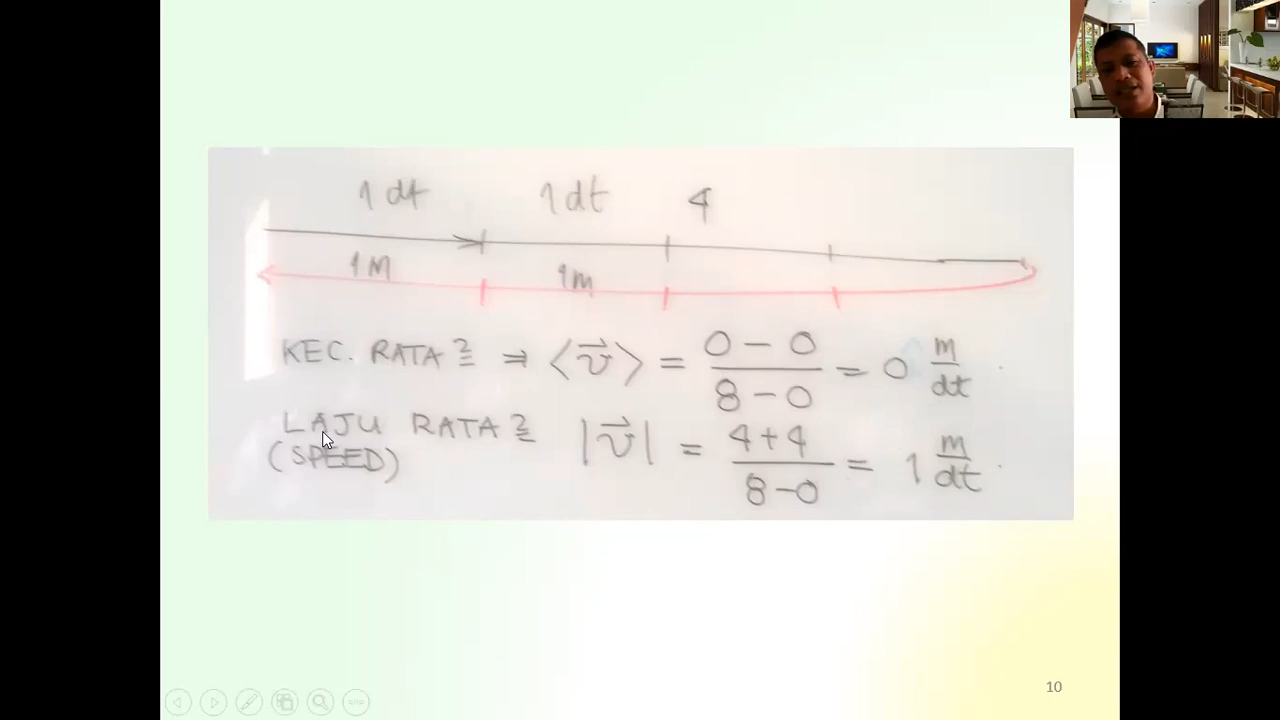 1 dt 1 dt 4
1M 1m
KEC. RATA 2 ⇒ ⟨v⃗⟩ = 0 - 0 / 8 - 0 = 0 m/dt
LAJU RATA 2 |v⃗| = 4 + 4 / 8 - 0 = 1 m/dt
(SPEED)
10